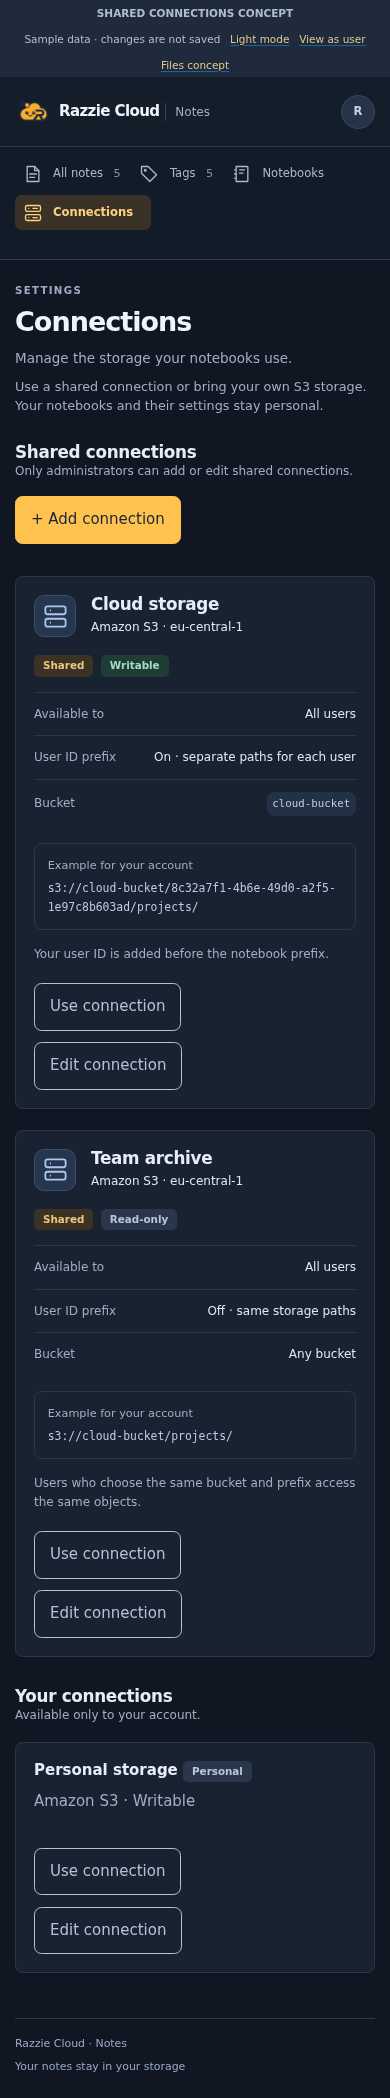 SHARED CONNECTIONS CONCEPT
Sample data · changes are not saved Light mode View as user
Files concept
Razzie Cloud Notes R
All notes 5 Tags 5 Notebooks
Connections
SETTINGS
Connections
Manage the storage your notebooks use.
Use a shared connection or bring your own S3 storage.
Your notebooks and their settings stay personal.
Shared connections
Only administrators can add or edit shared connections.
+ Add connection
Cloud storage
Amazon S3 · eu-central-1
Shared Writable
Available to All users
User ID prefix On · separate paths for each user
Bucket cloud-bucket
Example for your account
s3://cloud-bucket/8c32a7f1-4b6e-49d0-a2f5-
1e97c8b603ad/projects/
Your user ID is added before the notebook prefix.
Use connection
Edit connection
Team archive
Amazon S3 · eu-central-1
Shared Read-only
Available to All users
User ID prefix Off · same storage paths
Bucket Any bucket
Example for your account
s3://cloud-bucket/projects/
Users who choose the same bucket and prefix access
the same objects.
Use connection
Edit connection
Your connections
Available only to your account.
Personal storage Personal
Amazon S3 · Writable
Use connection
Edit connection
Razzie Cloud · Notes
Your notes stay in your storage